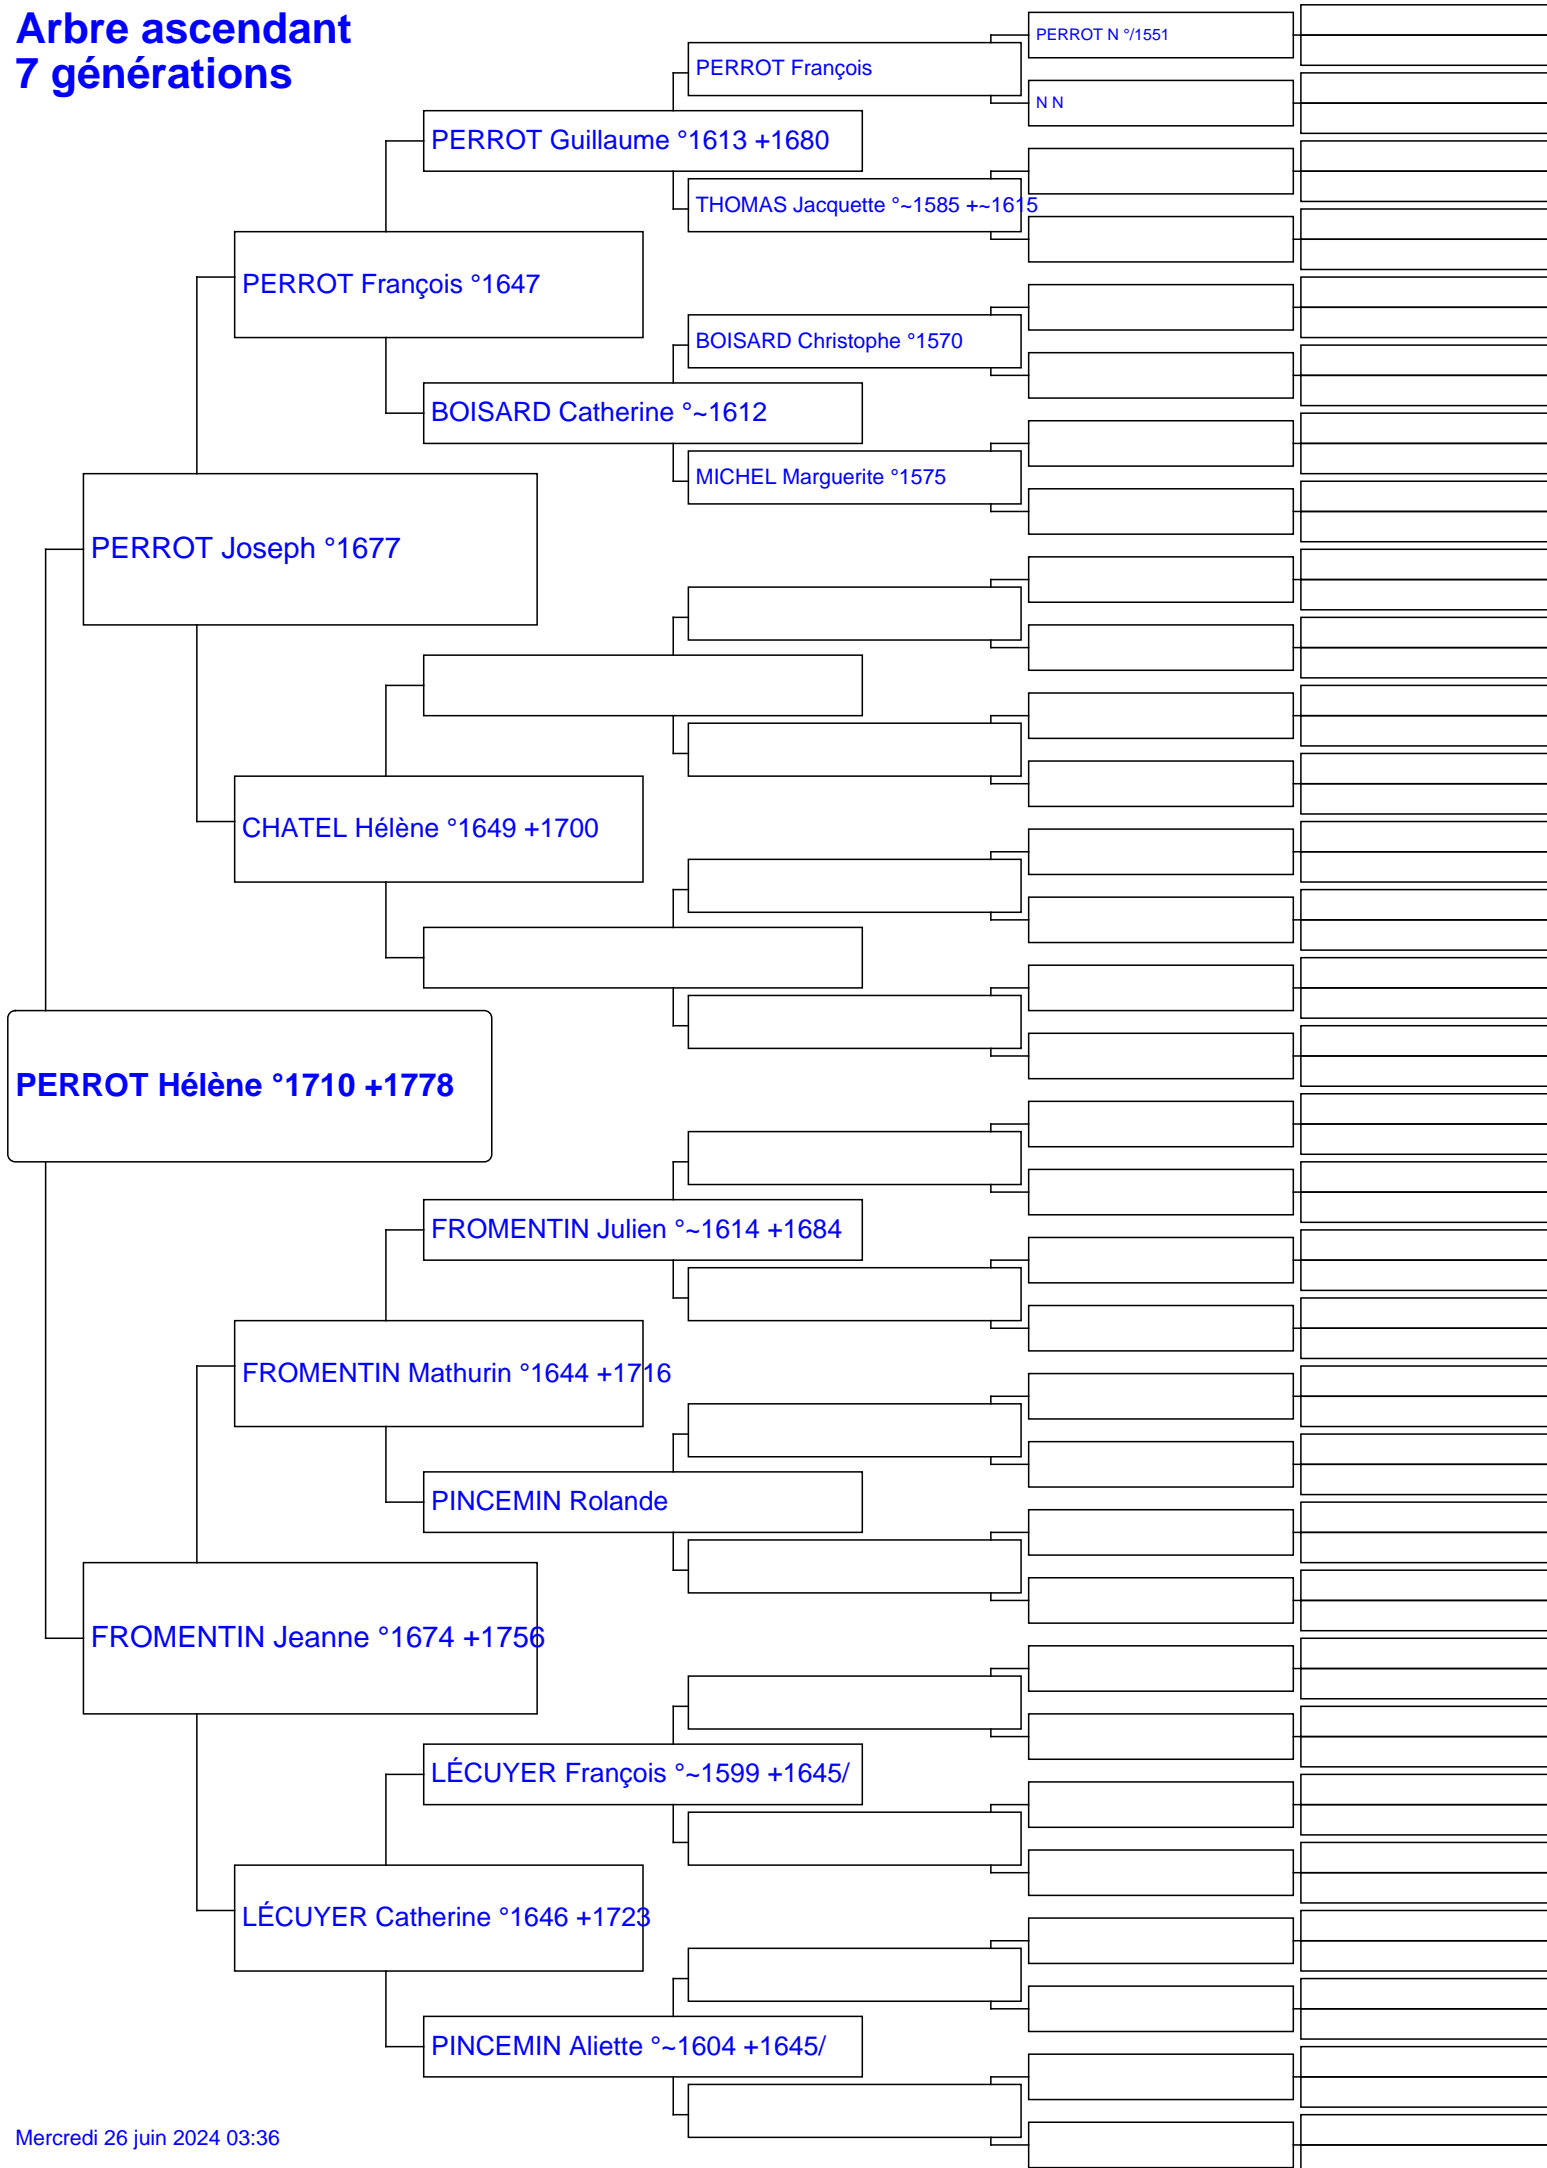 Arbre ascendant
7 générations
PERROT N °/1551
PERROT François
N N
PERROT Guillaume °1613 +1680
THOMAS Jacquette °~1585 +~1615
PERROT François °1647
BOISARD Christophe °1570
BOISARD Catherine °~1612
MICHEL Marguerite °1575
PERROT Joseph °1677
CHATEL Hélène °1649 +1700
PERROT Hélène °1710 +1778
FROMENTIN Julien °~1614 +1684
FROMENTIN Mathurin °1644 +1716
PINCEMIN Rolande
FROMENTIN Jeanne °1674 +1756
LÉCUYER François °~1599 +1645/
LÉCUYER Catherine °1646 +1723
PINCEMIN Aliette °~1604 +1645/
Mercredi 26 juin 2024 03:36